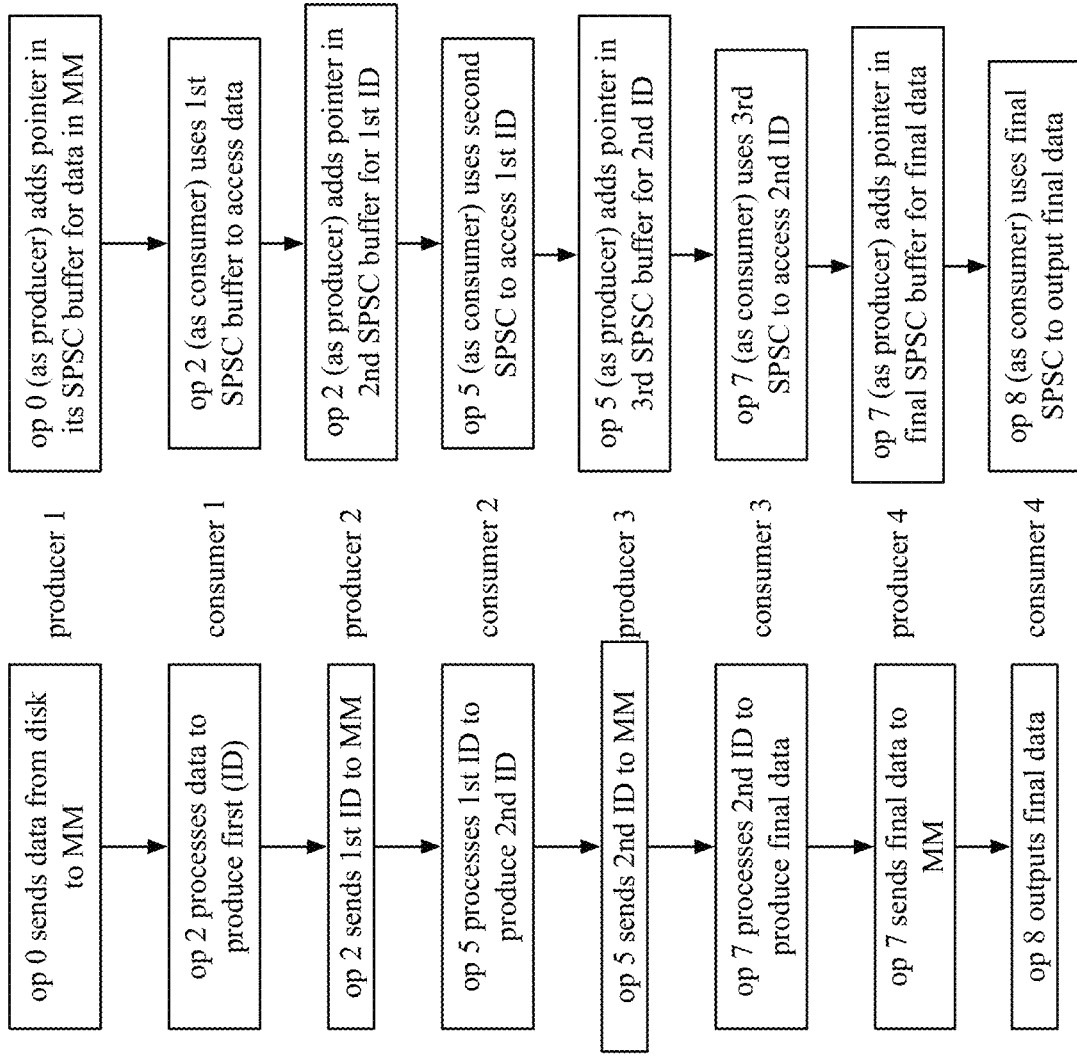 op 0 sends data from disk
to MM
op 2 processes data to
produce first (ID)
op 2 sends 1st ID to MM
op 5 processes 1st ID to
produce 2nd ID
op 5 sends 2nd ID to MM
op 7 processes 2nd ID to
produce final data
op 7 sends final data to
MM
op 8 outputs final data
producer 1
consumer 1
producer 2
consumer 2
producer 3
consumer 3
producer 4
consumer 4
op 0 (as producer) adds pointer in
its SPSC buffer for data in MM
op 2 (as consumer) uses 1st
SPSC buffer to access data
op 2 (as producer) adds pointer in
2nd SPSC buffer for 1st ID
op 5 (as consumer) uses second
SPSC to access 1st ID
op 5 (as producer) adds pointer in
3rd SPSC buffer for 2nd ID
op 7 (as consumer) uses 3rd
SPSC to access 2nd ID
op 7 (as producer) adds pointer in
final SPSC buffer for final data
op 8 (as consumer) uses final
SPSC to output final data